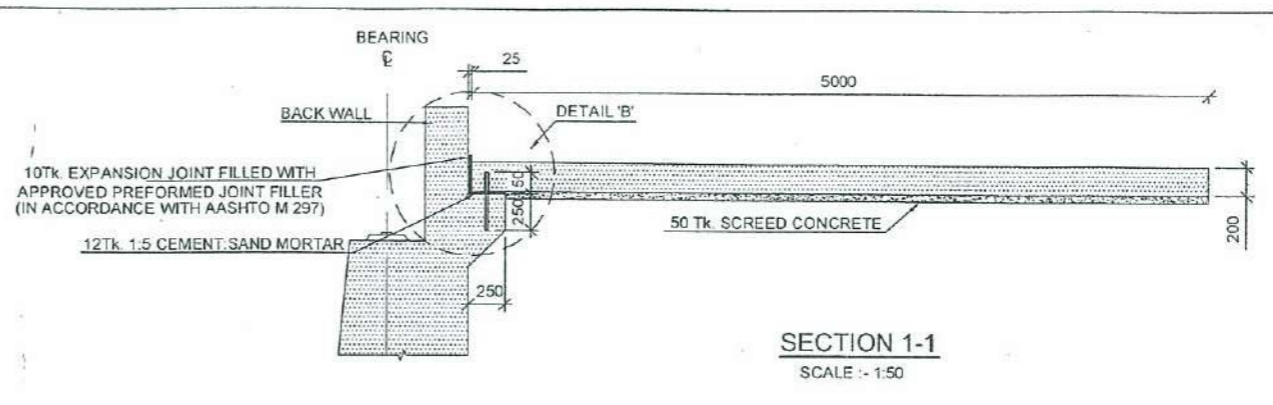 BEARING
℄
25
5000
BACK WALL
DETAIL 'B'
10Tk. EXPANSION JOINT FILLED WITH
APPROVED PREFORMED JOINT FILLER
(IN ACCORDANCE WITH AASHTO M 297)
150
250
50 Tk. SCREED CONCRETE
200
12Tk. 1:5 CEMENT:SAND MORTAR
250
SECTION 1-1
SCALE :- 1:50